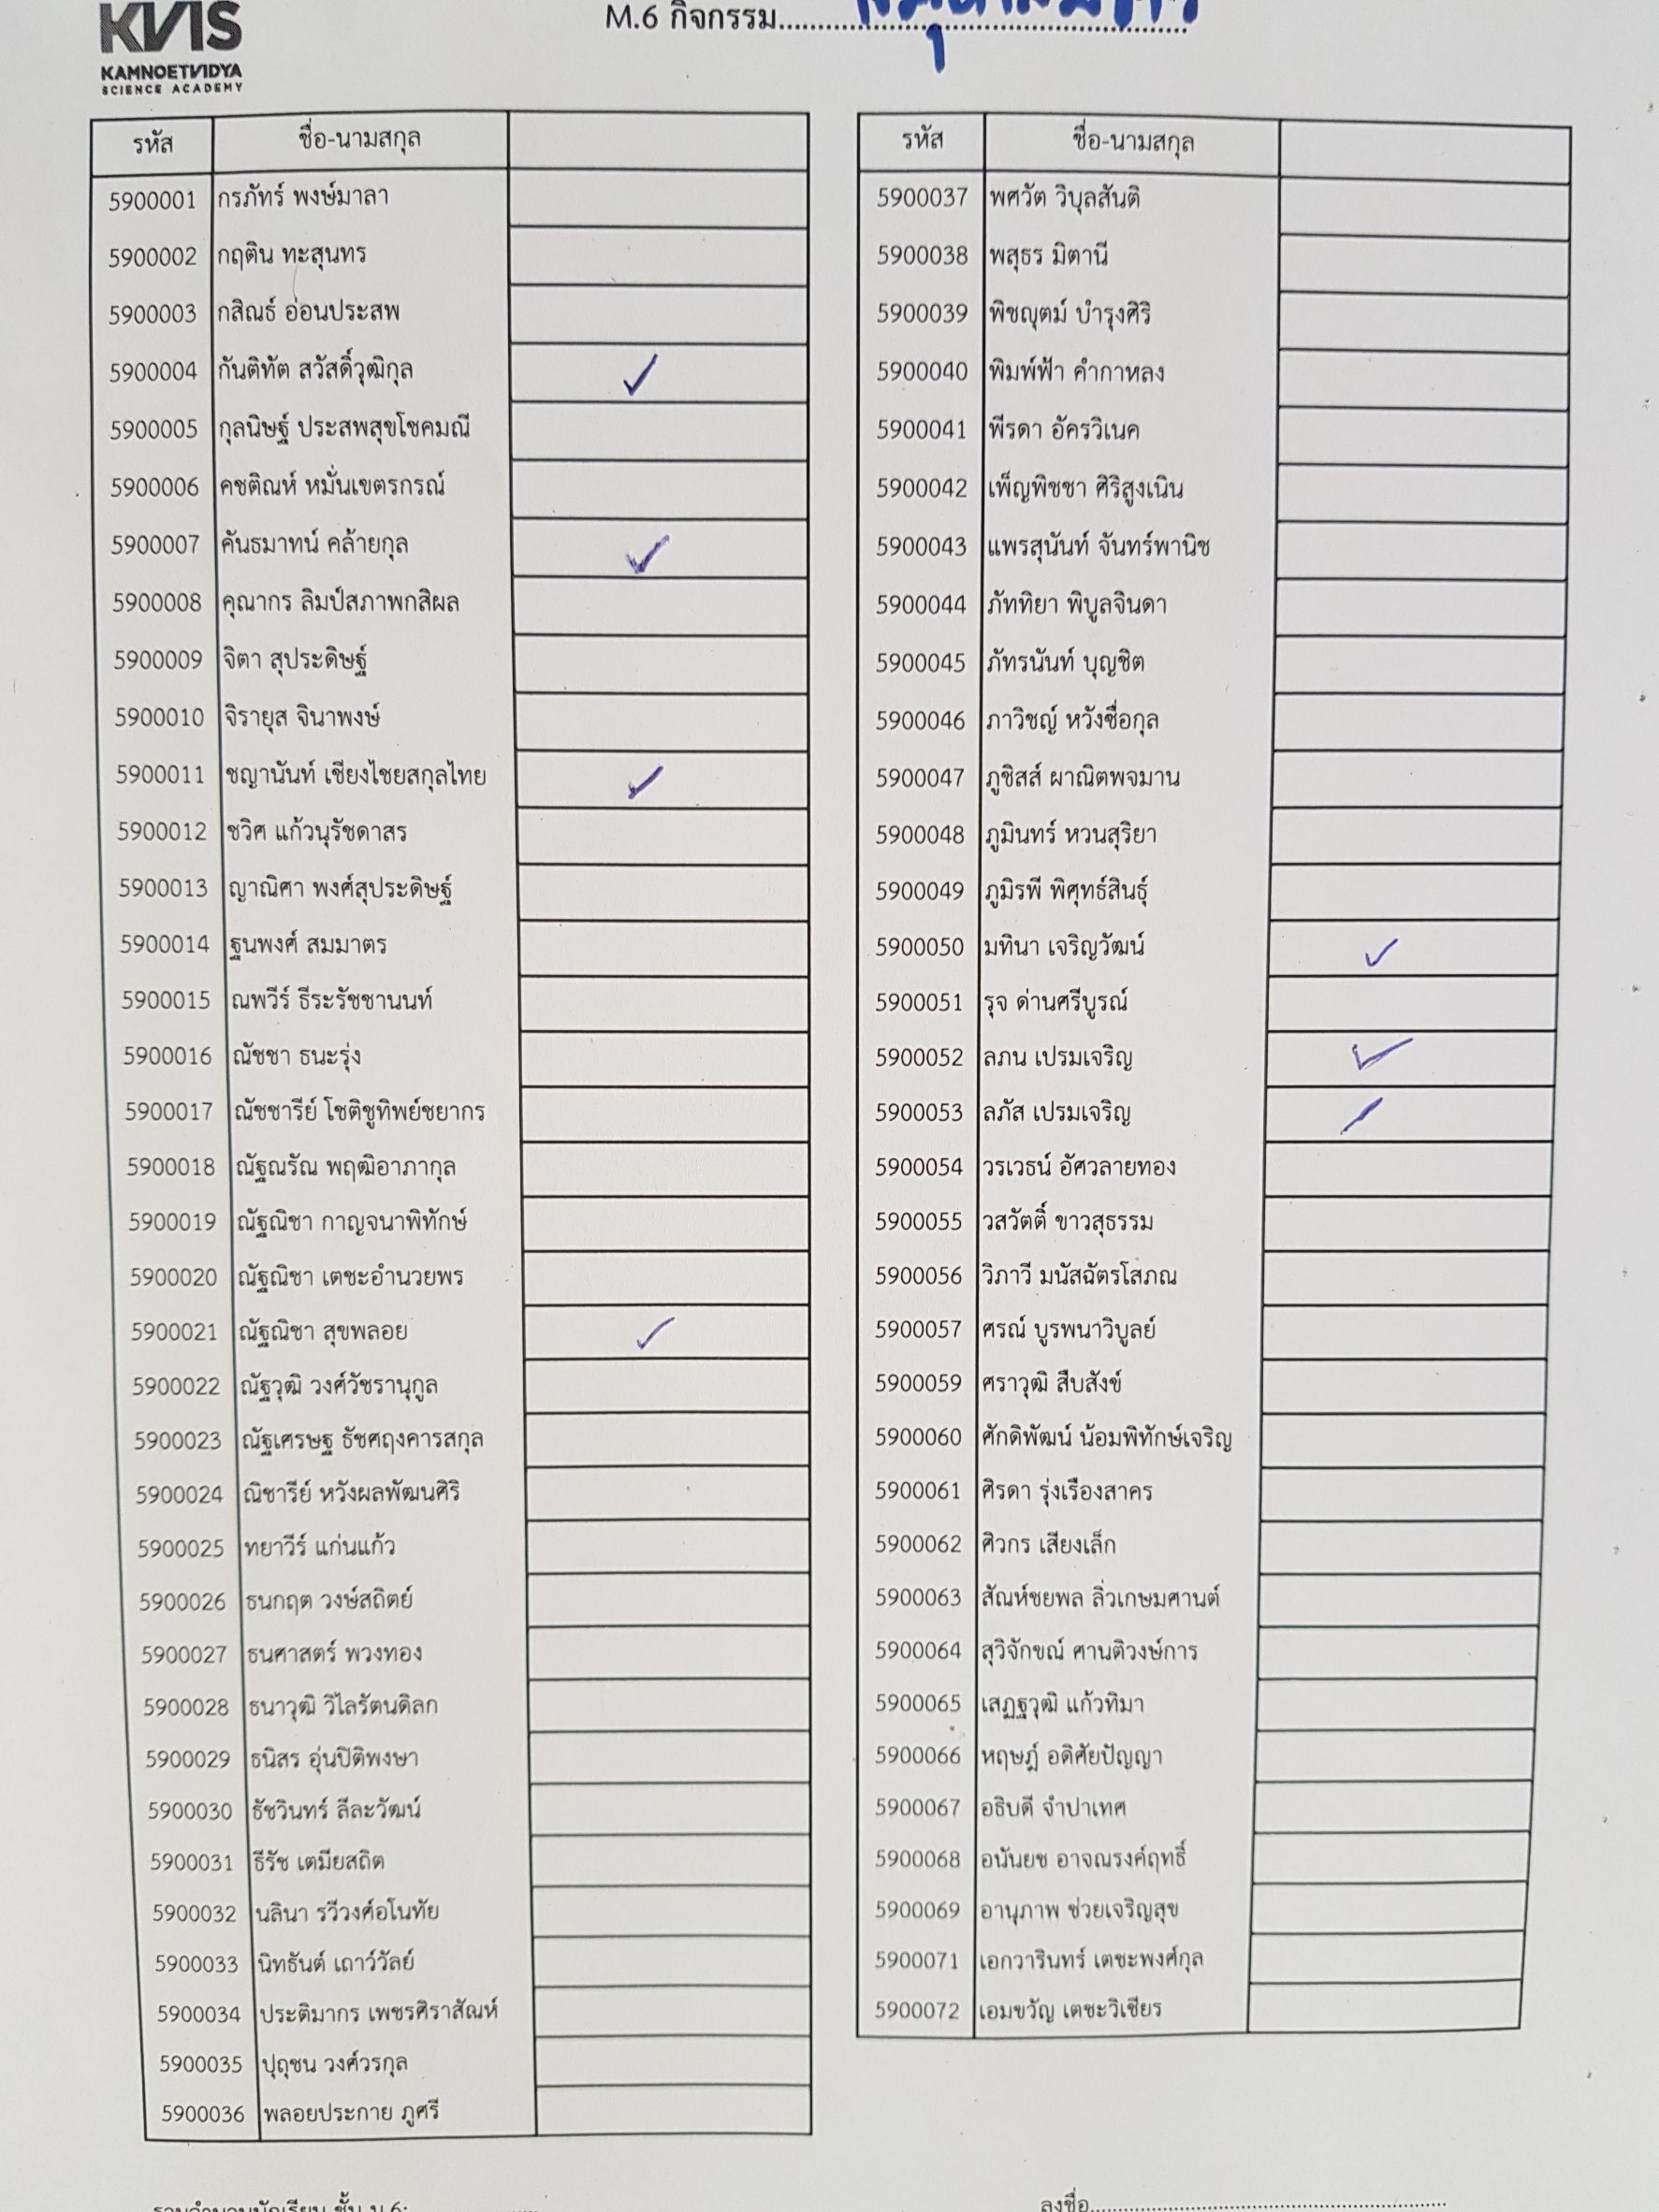 KVIS
KAMNOETVIDYA
SCIENCE ACADEMY
M.6 กิจกรรม
รหัส ชื่อ-นามสกุล
5900001 กรภัทร์ พงษ์มาลา
5900002 กฤติน ทะสุนทร
5900003 กสิณธ์ อ่อนประสพ
5900004 กันติทัต สวัสดิ์วุฒิกุล ✓
5900005 กุลนิษฐ์ ประสพสุขโชคมณี
5900006 คชติณห์ หมั่นเขตรกรณ์
5900007 คันธมาทน์ คล้ายกุล ✓
5900008 คุณากร ลิมป์สภาพกสิผล
5900009 จิตา สุประดิษฐ์
5900010 จิรายุส จินาพงษ์
5900011 ชญานันท์ เชียงไชยสกุลไทย ✓
5900012 ชวิศ แก้วนุรัชดาสร
5900013 ญาณิศา พงศ์สุประดิษฐ์
5900014 ฐนพงศ์ สมมาตร
5900015 ณพวีร์ ธีระรัชชานนท์
5900016 ณัชชา ธนะรุ่ง
5900017 ณัชชารีย์ โชติชูทิพย์ชยากร
5900018 ณัฐณรัณ พฤฒิอาภากุล
5900019 ณัฐณิชา กาญจนาพิทักษ์
5900020 ณัฐณิชา เตชะอำนวยพร
5900021 ณัฐณิชา สุขพลอย ✓
5900022 ณัฐวุฒิ วงศ์วัชรานุกูล
5900023 ณัฐเศรษฐ ธัชศฤงคารสกุล
5900024 ณิชารีย์ หวังผลพัฒนศิริ
5900025 ทยาวีร์ แก่นแก้ว
5900026 ธนกฤต วงษ์สถิตย์
5900027 ธนศาสตร์ พวงทอง
5900028 ธนาวุฒิ วิไลรัตนดิลก
5900029 ธนิสร อุ่นปิติพงษา
5900030 ธัชวินทร์ ลีละวัฒน์
5900031 ธีรัช เตมียสถิต
5900032 นลินา รวีวงศ์อโนทัย
5900033 นิทธันต์ เถาว์วัลย์
5900034 ประติมากร เพชรศิราสัณห์
5900035 ปุถุชน วงศ์วรกุล
5900036 พลอยประกาย ภูศรี
รหัส ชื่อ-นามสกุล
5900037 พศวัต วิบุลสันติ
5900038 พสุธร มิตานี
5900039 พิชญุตม์ บำรุงศิริ
5900040 พิมพ์ฟ้า คำกาหลง
5900041 พีรดา อัครวิเนค
5900042 เพ็ญพิชชา ศิริสูงเนิน
5900043 แพรสุนันท์ จันทร์พานิช
5900044 ภัททิยา พิบูลจินดา
5900045 ภัทรนันท์ บุญชิต
5900046 ภาวิชญ์ หวังชื่อกุล
5900047 ภูชิสส์ ผาณิตพจมาน
5900048 ภูมินทร์ หวนสุริยา
5900049 ภูมิรพี พิศุทธ์สินธุ์
5900050 มทินา เจริญวัฒน์ ✓
5900051 รุจ ด่านศรีบูรณ์
5900052 ลภน เปรมเจริญ ✓
5900053 ลภัส เปรมเจริญ ✓
5900054 วรเวธน์ อัศวลายทอง
5900055 วสวัตติ์ ขาวสุธรรม
5900056 วิภาวี มนัสฉัตรโสภณ
5900057 ศรณ์ บูรพนาวิบูลย์
5900059 ศราวุฒิ สืบสังข์
5900060 ศักดิพัฒน์ น้อมพิทักษ์เจริญ
5900061 ศิรดา รุ่งเรืองสาคร
5900062 ศิวกร เสียงเล็ก
5900063 สัณห์ชยพล ลิ่วเกษมศานต์
5900064 สุวิจักขณ์ ศานติวงษ์การ
5900065 เสฏฐวุฒิ แก้วทิมา
5900066 หฤษฎ์ อดิศัยปัญญา
5900067 อธิบดี จำปาเทศ
5900068 อนันยช อาจณรงค์ฤทธิ์
5900069 อานุภาพ ช่วยเจริญสุข
5900071 เอกวารินทร์ เตชะพงศ์กุล
5900072 เอมขวัญ เตชะวิเชียร
รวมจำนวนนักเรียน ชั้น ม.6:
ลงชื่อ